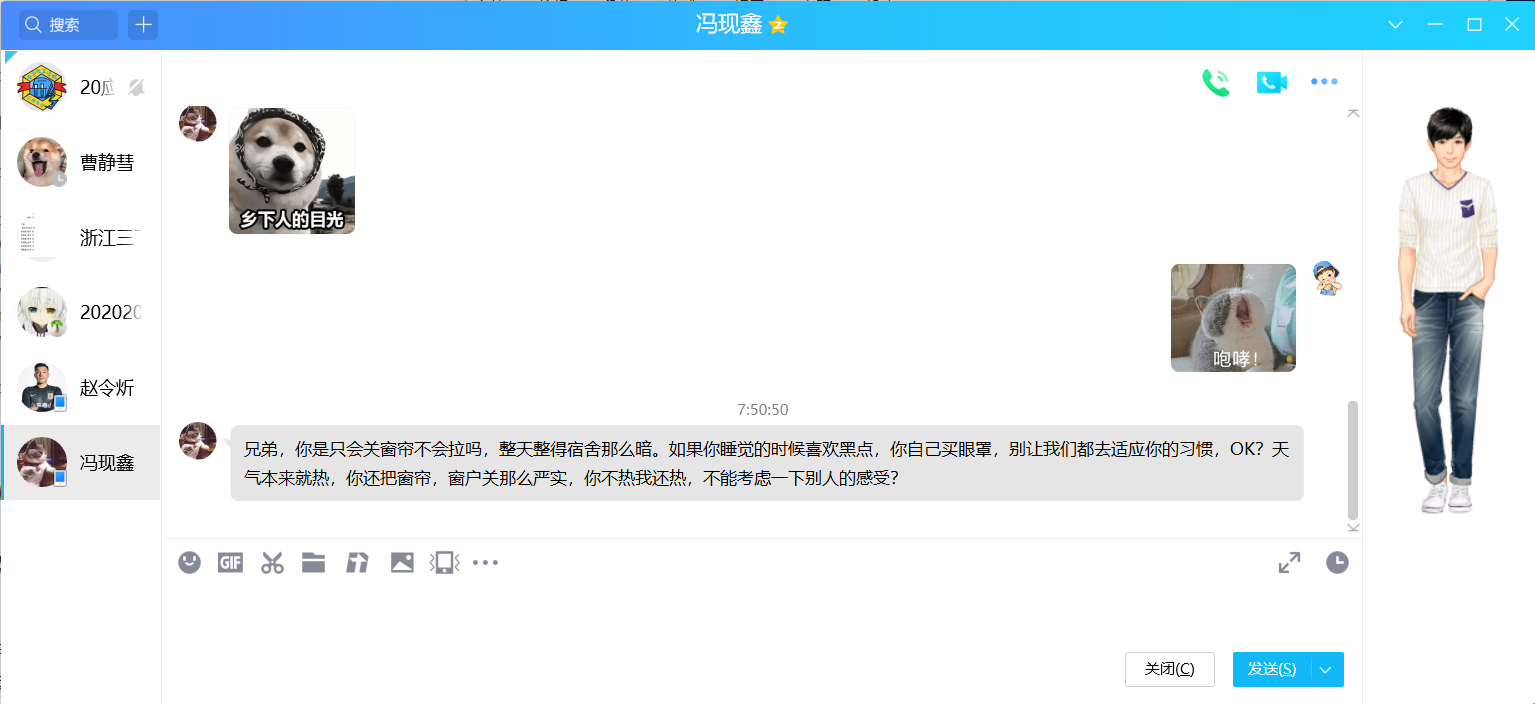 搜索
冯现鑫
20应
曹静彗
浙江三
202020
赵令炘
冯现鑫
乡下人的目光
咆哮!
7:50:50
兄弟，你是只会关窗帘不会拉吗，整天整得宿舍那么暗。如果你睡觉的时候喜欢黑点，你自己买眼罩，别让我们都去适应你的习惯，OK？天
气本来就热，你还把窗帘，窗户关那么严实，你不热我还热，不能考虑一下别人的感受？
GIF
关闭(C)
发送(S)